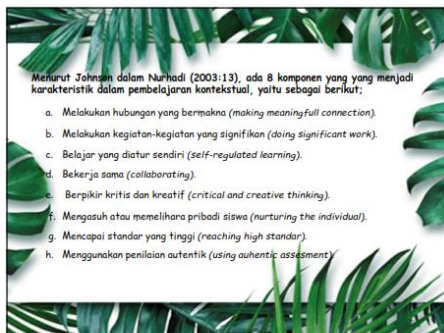 Menurut Johnson dalam Nurhadi (2003:13), ada 8 komponen yang yang menjadi
karakteristik dalam pembelajaran kontekstual, yaitu sebagai berikut;
a. Melakukan hubungan yang bermakna (making meaningfull connection).
b. Melakukan kegiatan-kegiatan yang signifikan (doing significant work).
c. Belajar yang diatur sendiri (self-regulated learning).
d. Bekerja sama (collaborating).
e. Berpikir kritis dan kreatif (critical and creative thinking).
f. Mengasuh atau memelihara pribadi siswa (nurturing the individual).
g. Mencapai standar yang tinggi (reaching high standar).
h. Menggunakan penilaian autentik (using auhentic assesment)